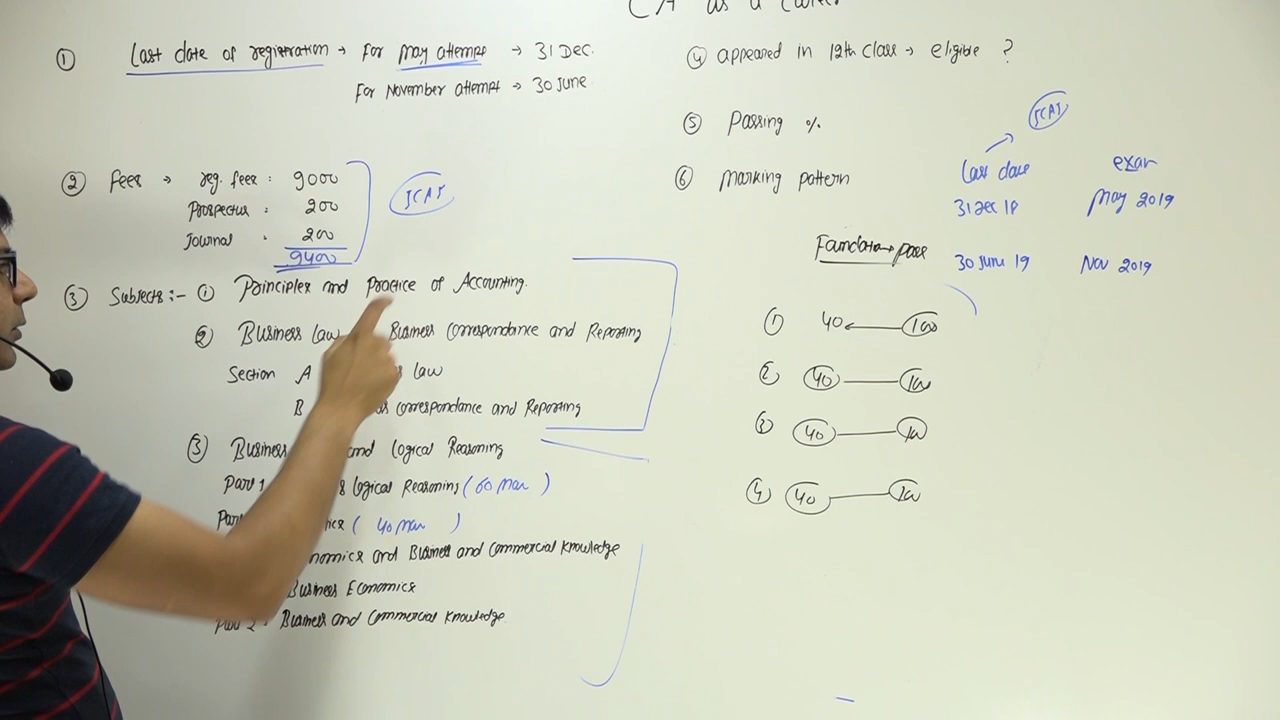 CA as a Career
① Last date of registration → For May attempt → 31 Dec.
For November attempt → 30 June
② Fees → reg. fees : 9000
Prospectus : 200
Journal : 200
9400
ICAI
③ Subjects :- ① Principles and Practice of Accounting.
② Business Law Business Correspondance and Reporting
Section A Law
B Correspondance and Reporting
③ Business and Logical Reasoning
Part 1 Logical Reasoning ( 60 Mar )
( 40 Mar )
and Business and Commercial Knowledge
Business Economics
Part 2 : Business and Commercial Knowledge.
④ appeared in 12th Class → eligible ?
⑤ Passing %
⑥ Marking pattern
ICAI
Last date exam
31 Dec 18 May 2019
30 June 19 Nov 2019
Foundation pass
① 40 100
② 40 100
③ 40 100
④ 40 100